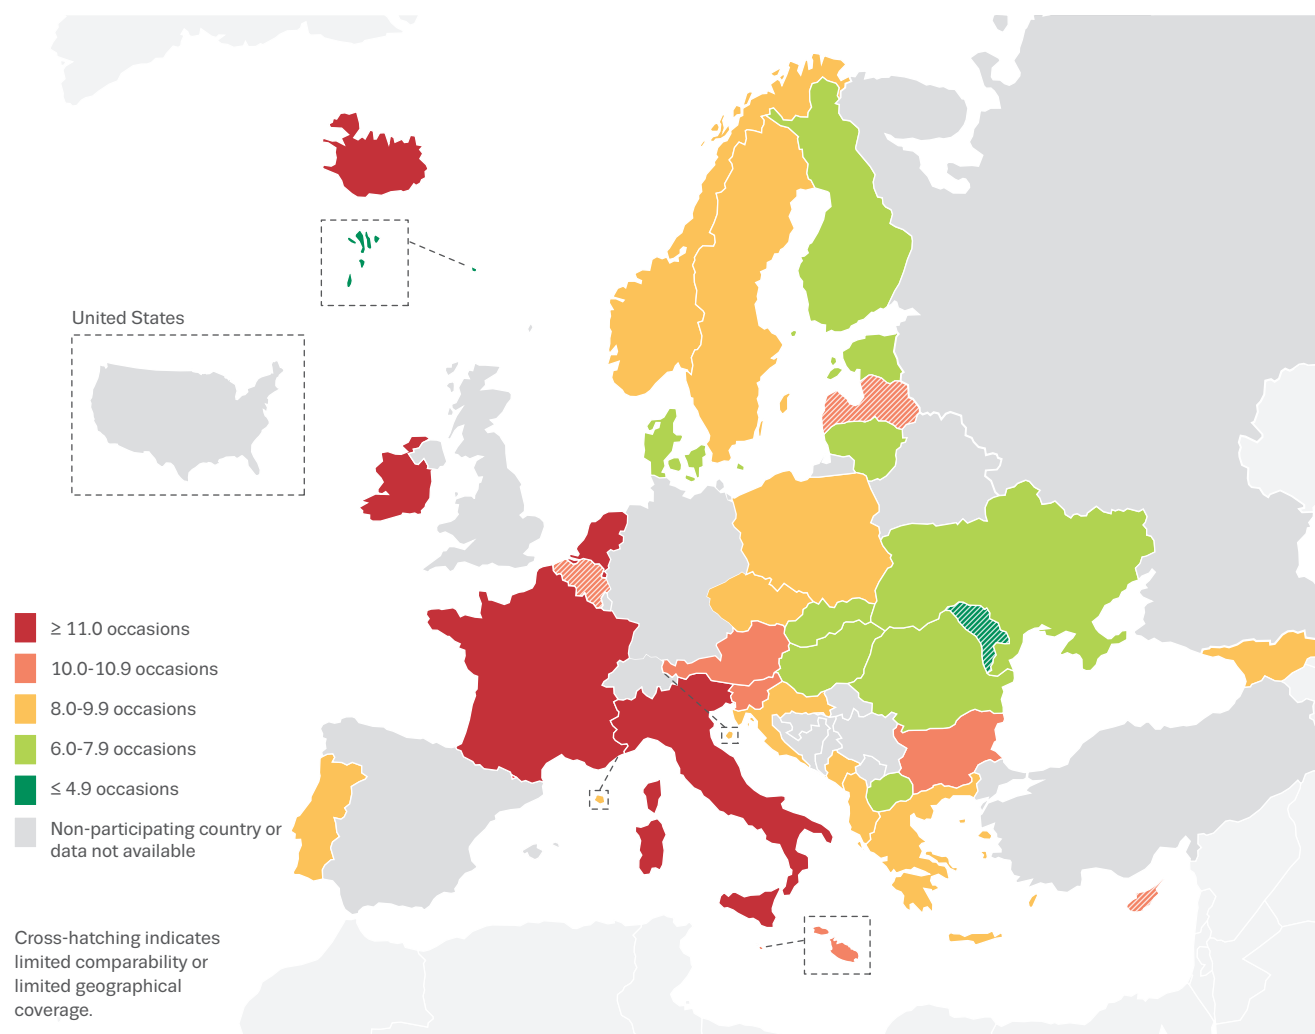 United States
≥ 11.0 occasions
10.0-10.9 occasions
8.0-9.9 occasions
6.0-7.9 occasions
≤ 4.9 occasions
Non-participating country or
data not available
Cross-hatching indicates
limited comparability or
limited geographical
coverage.